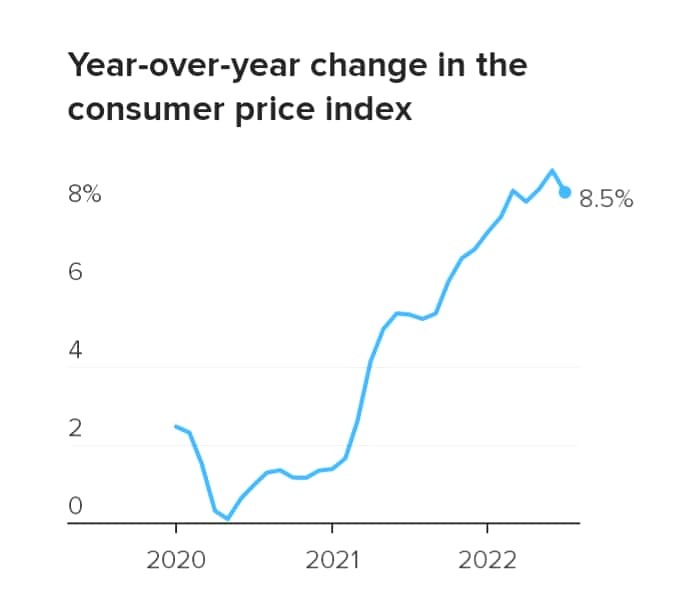 Year-over-year change in the
consumer price index
8%
8.5%
6
4
2
0
2020 2021 2022